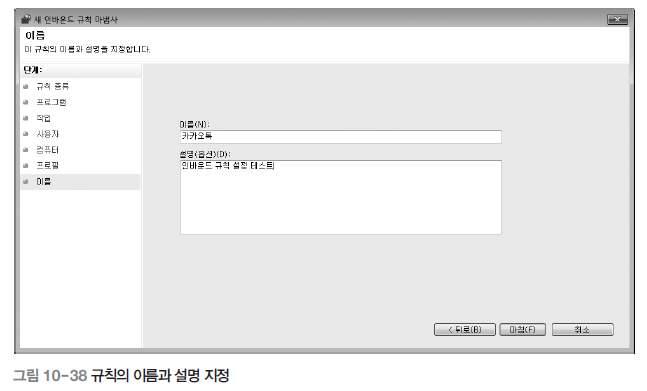 새 인바운드 규칙 마법사
이름
이 규칙의 이름과 설명을 지정합니다.
단계:
규칙 종류
프로그램
작업
사용자
컴퓨터
프로필
이름
이름(N):
카카오톡
설명(옵션)(D):
인바운드 규칙 설정 테스트
< 뒤로(B)
마침(F)
취소
그림 10-38 규칙의 이름과 설명 지정